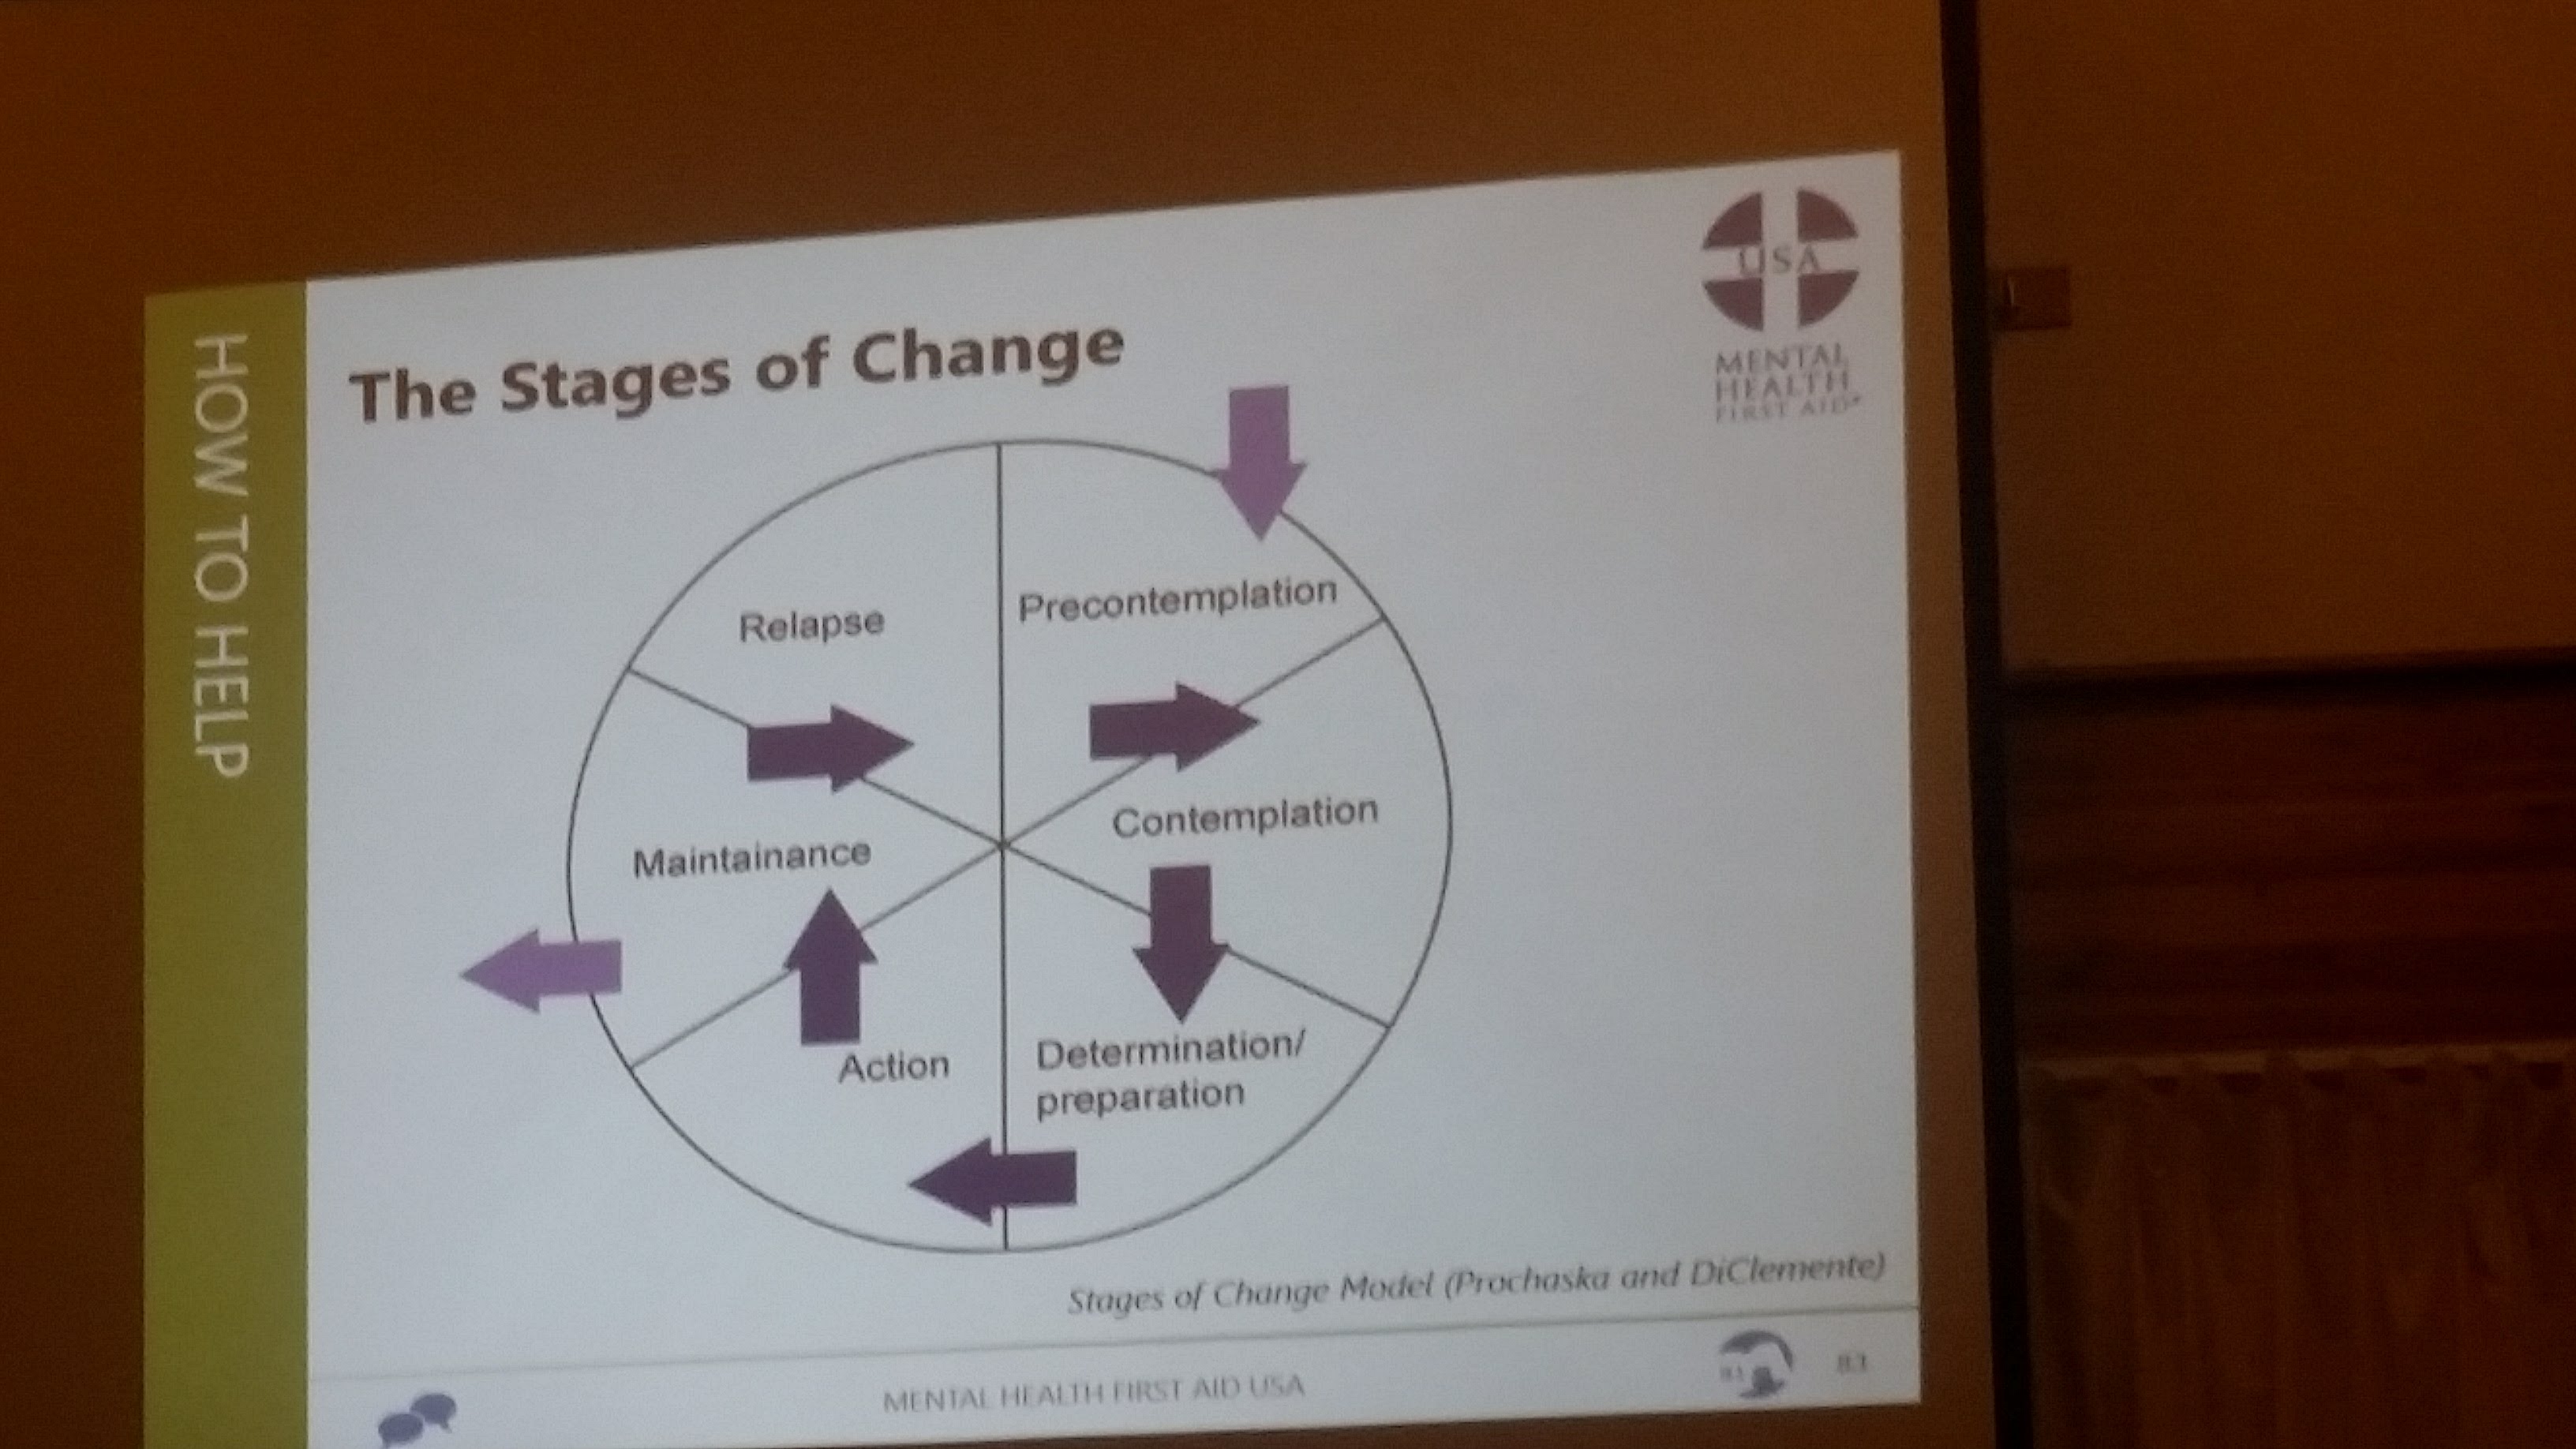 HOW TO HELP
The Stages of Change
USA
MENTAL
HEALTH
FIRST AID®
Relapse
Precontemplation
Maintainance
Contemplation
Action
Determination/
preparation
Stages of Change Model (Prochaska and DiClemente)
MENTAL HEALTH FIRST AID USA